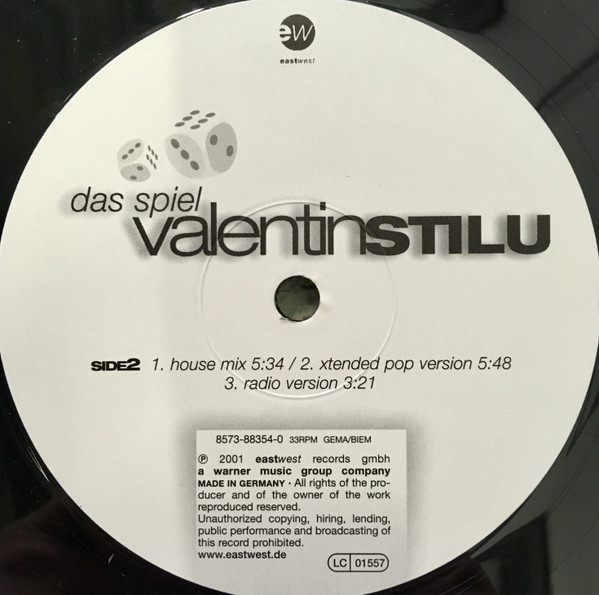 ew
eastwest
das spiel
valentinSTILU
SIDE2 1. house mix 5:34 / 2. xtended pop version 5:48
3. radio version 3:21
8573-88354-0 33RPM GEMA/BIEM
℗ 2001 eastwest records gmbh
a warner music group company
MADE IN GERMANY · All rights of the pro-
ducer and of the owner of the work
reproduced reserved.
Unauthorized copying, hiring, lending,
public performance and broadcasting of
this record prohibited.
www.eastwest.de
LC 01557